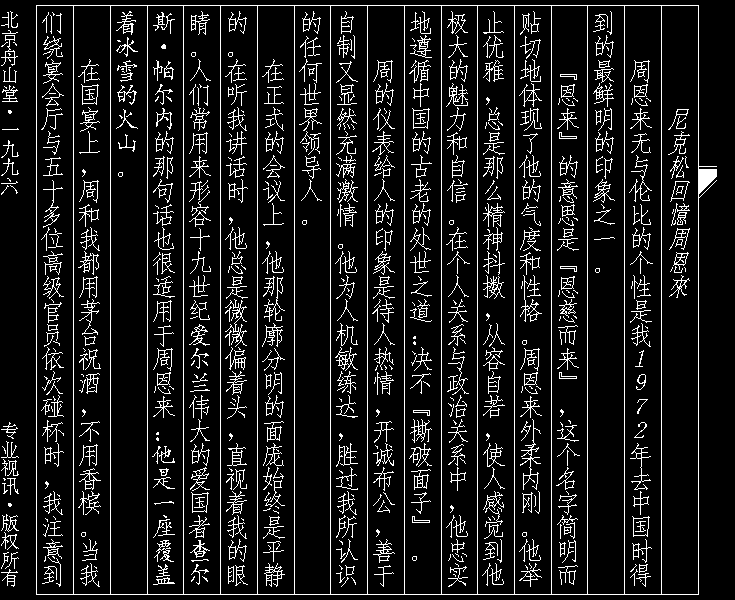 尼克松回憶周恩來
周恩来无与伦比的个性是我1972年去中国时得
到的最鲜明的印象之一。
『恩来』的意思是『恩慈而来』，这个名字简明而
贴切地体现了他的气度和性格。周恩来外柔内刚。他举
止优雅，总是那么精神抖擞，从容自若，使人感觉到他
极大的魅力和自信。在个人关系与政治关系中，他忠实
地遵循中国的古老的处世之道：决不『撕破面子』。
周的仪表给人的印象是待人热情，开诚布公，善于
自制又显然充满激情。他为人机敏练达，胜过我所认识
的任何世界领导人。
在正式的会议上，他那轮廓分明的面庞始终是平静
的。在听我讲话时，他总是微微偏着头，直视着我的眼
睛。人们常用来形容十九世纪爱尔兰伟大的爱国者查尔
斯·帕尔内的那句话也很适用于周恩来：他是一座覆盖
着冰雪的火山。
在国宴上，周和我都用茅台祝酒，不用香槟。当我
们绕宴会厅与五十多位高级官员依次碰杯时，我注意到
北京舟山堂·一九九六
专业视讯·版权所有